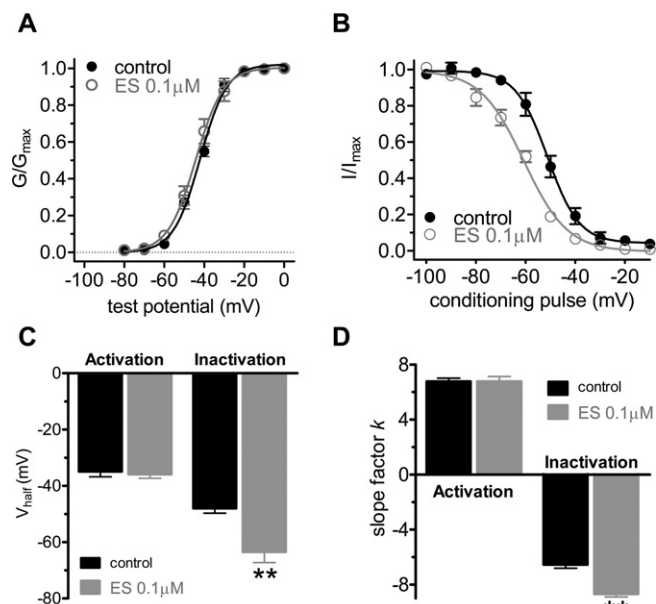 A
control
ES 0.1μM
G/Gmax
1.0
0.8
0.6
0.4
0.2
0.0
-100 -80 -60 -40 -20 0
test potential (mV)
B
I/Imax
1.0
0.8
0.6
0.4
0.2
0.0
control
ES 0.1μM
-100 -80 -60 -40 -20
conditioning pulse (mV)
C
Activation Inactivation
Vhalf (mV)
0
-20
-40
-60
-80
control
ES 0.1μM
**
D
slope factor k
8
4
0
-4
-8
control
ES 0.1μM
Inactivation
Activation
**